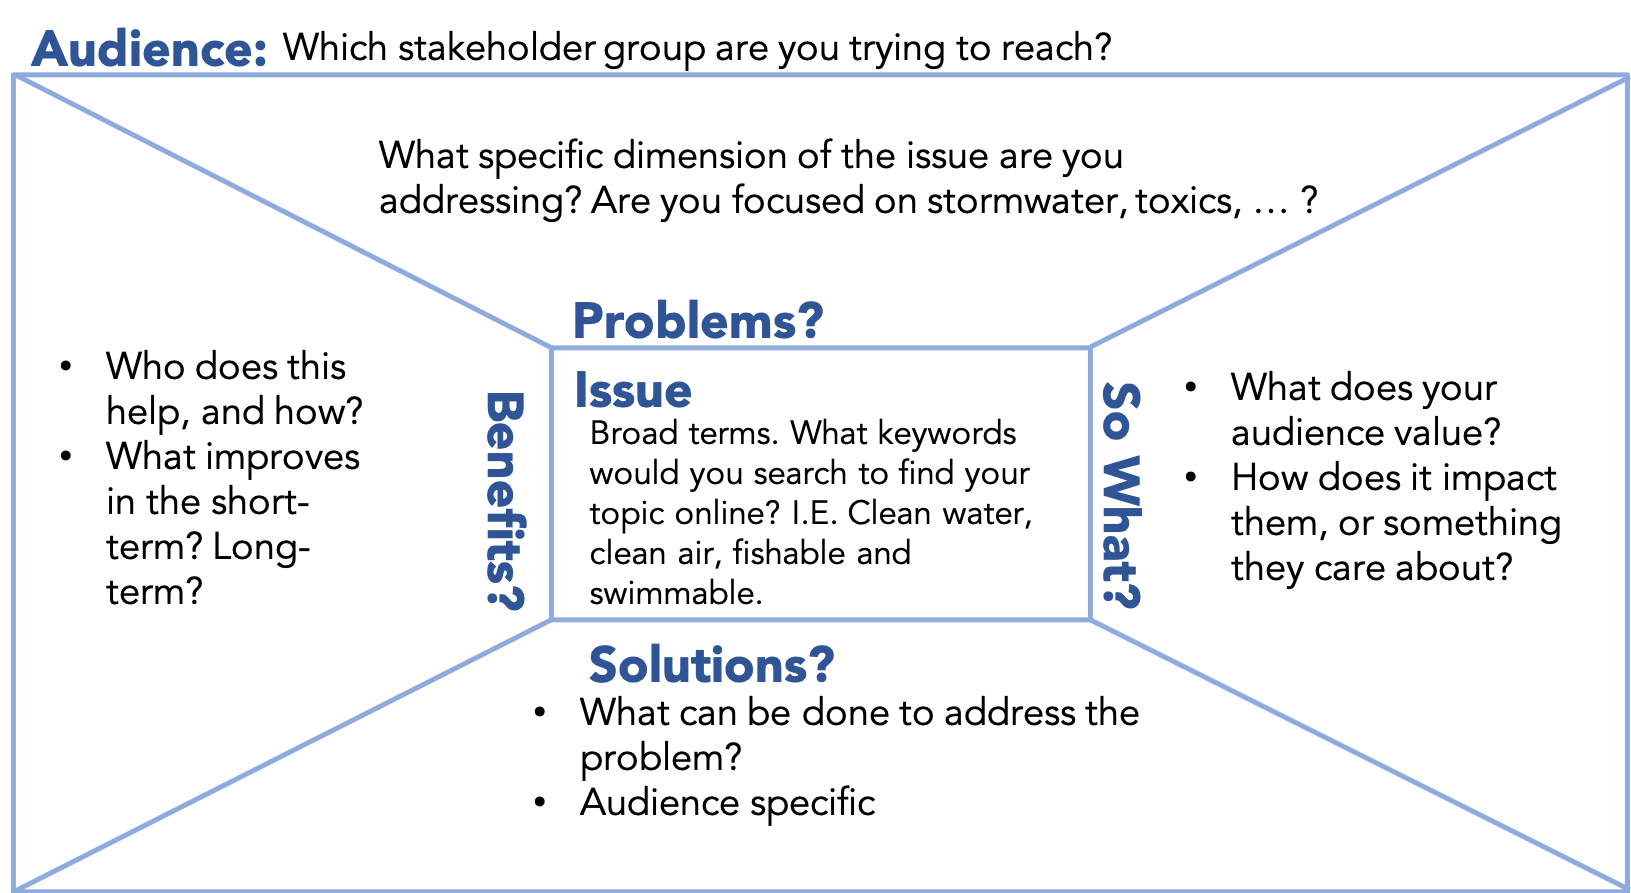 Audience: Which stakeholder group are you trying to reach?
What specific dimension of the issue are you
addressing? Are you focused on stormwater, toxics, … ?
Problems?
Issue
Broad terms. What keywords
would you search to find your
topic online? I.E. Clean water,
clean air, fishable and
swimmable.
Benefits?
• Who does this
help, and how?
• What improves
in the short-
term? Long-
term?
So What?
• What does your
audience value?
• How does it impact
them, or something
they care about?
Solutions?
• What can be done to address the
problem?
• Audience specific